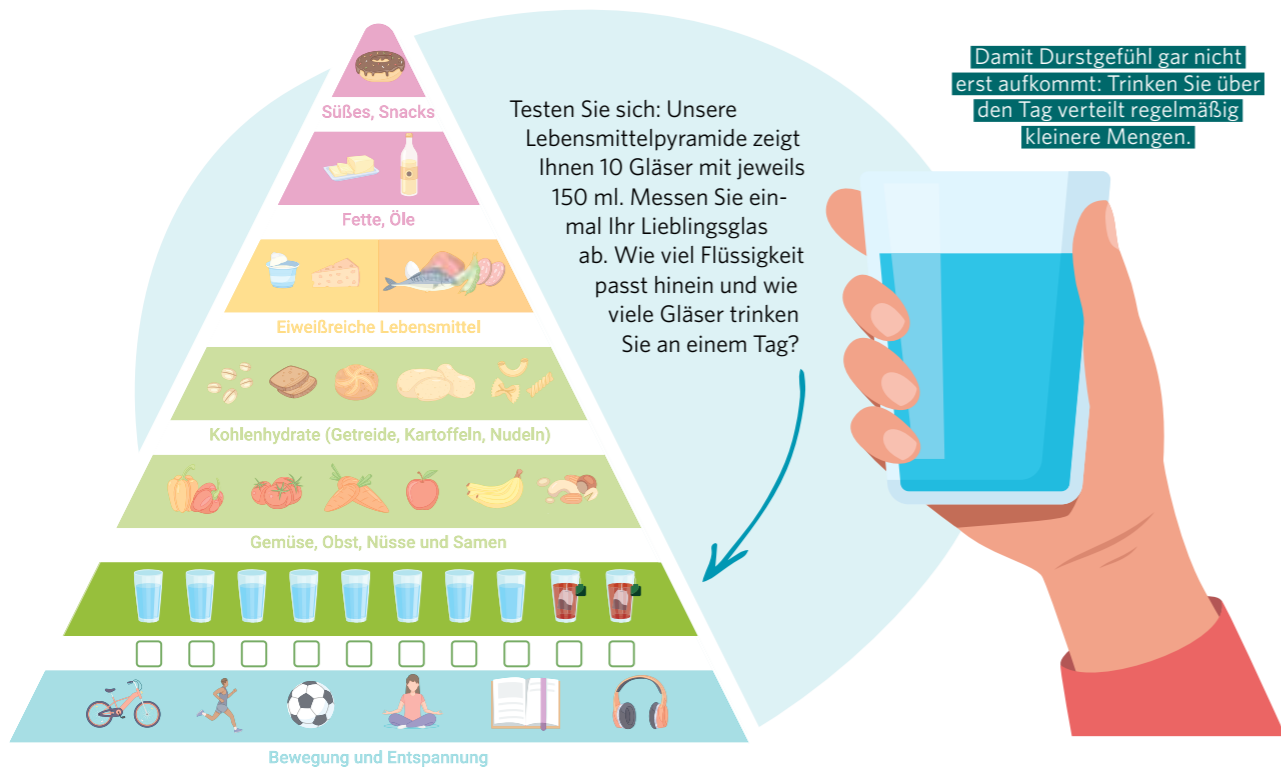 Süßes, Snacks
Fette, Öle
Eiweißreiche Lebensmittel
Kohlenhydrate (Getreide, Kartoffeln, Nudeln)
Gemüse, Obst, Nüsse und Samen
Bewegung und Entspannung
Testen Sie sich: Unsere
Lebensmittelpyramide zeigt
Ihnen 10 Gläser mit jeweils
150 ml. Messen Sie ein-
mal Ihr Lieblingsglas
ab. Wie viel Flüssigkeit
passt hinein und wie
viele Gläser trinken
Sie an einem Tag?
Damit Durstgefühl gar nicht
erst aufkommt: Trinken Sie über
den Tag verteilt regelmäßig
kleinere Mengen.